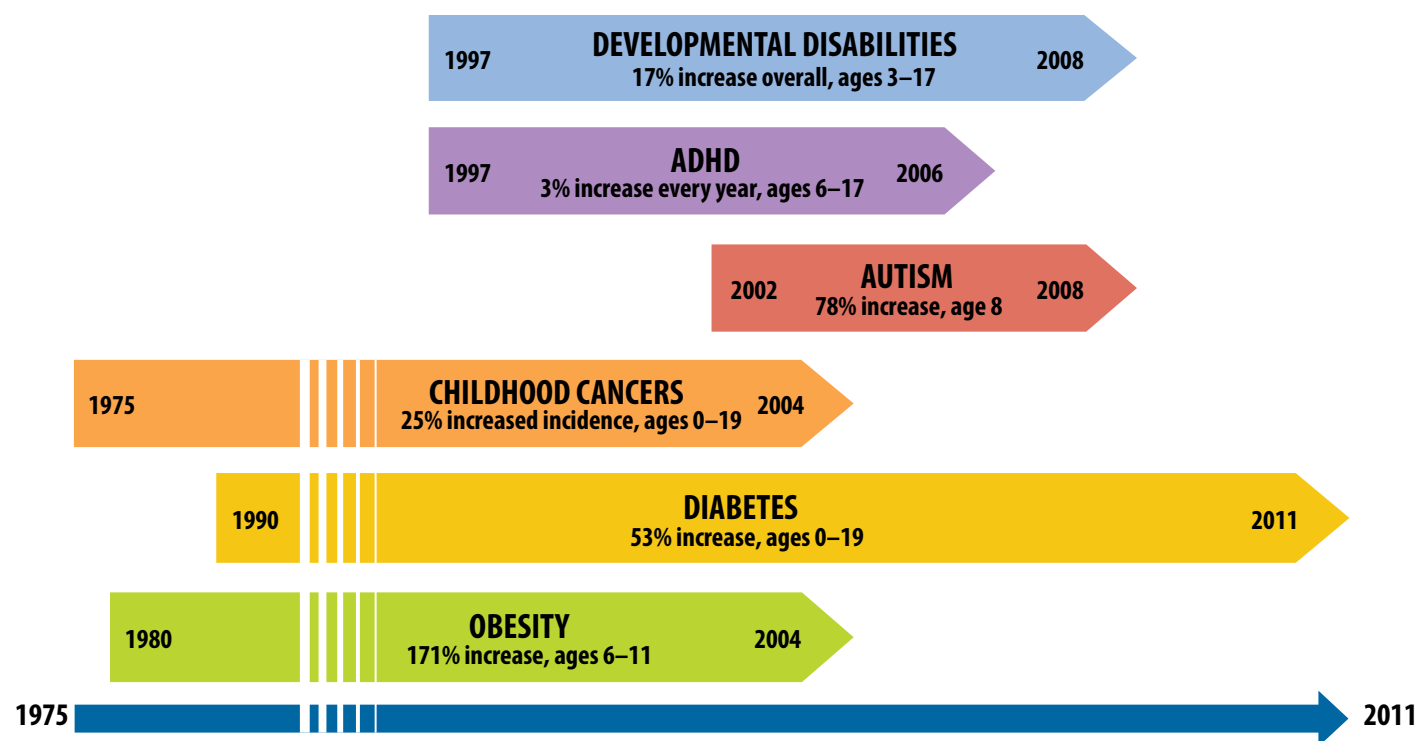 DEVELOPMENTAL DISABILITIES
1997 2008
17% increase overall, ages 3–17
ADHD
1997 2006
3% increase every year, ages 6–17
AUTISM
2002 2008
78% increase, age 8
CHILDHOOD CANCERS
1975 2004
25% increased incidence, ages 0–19
DIABETES
1990 2011
53% increase, ages 0–19
OBESITY
1980 2004
171% increase, ages 6–11
1975 2011